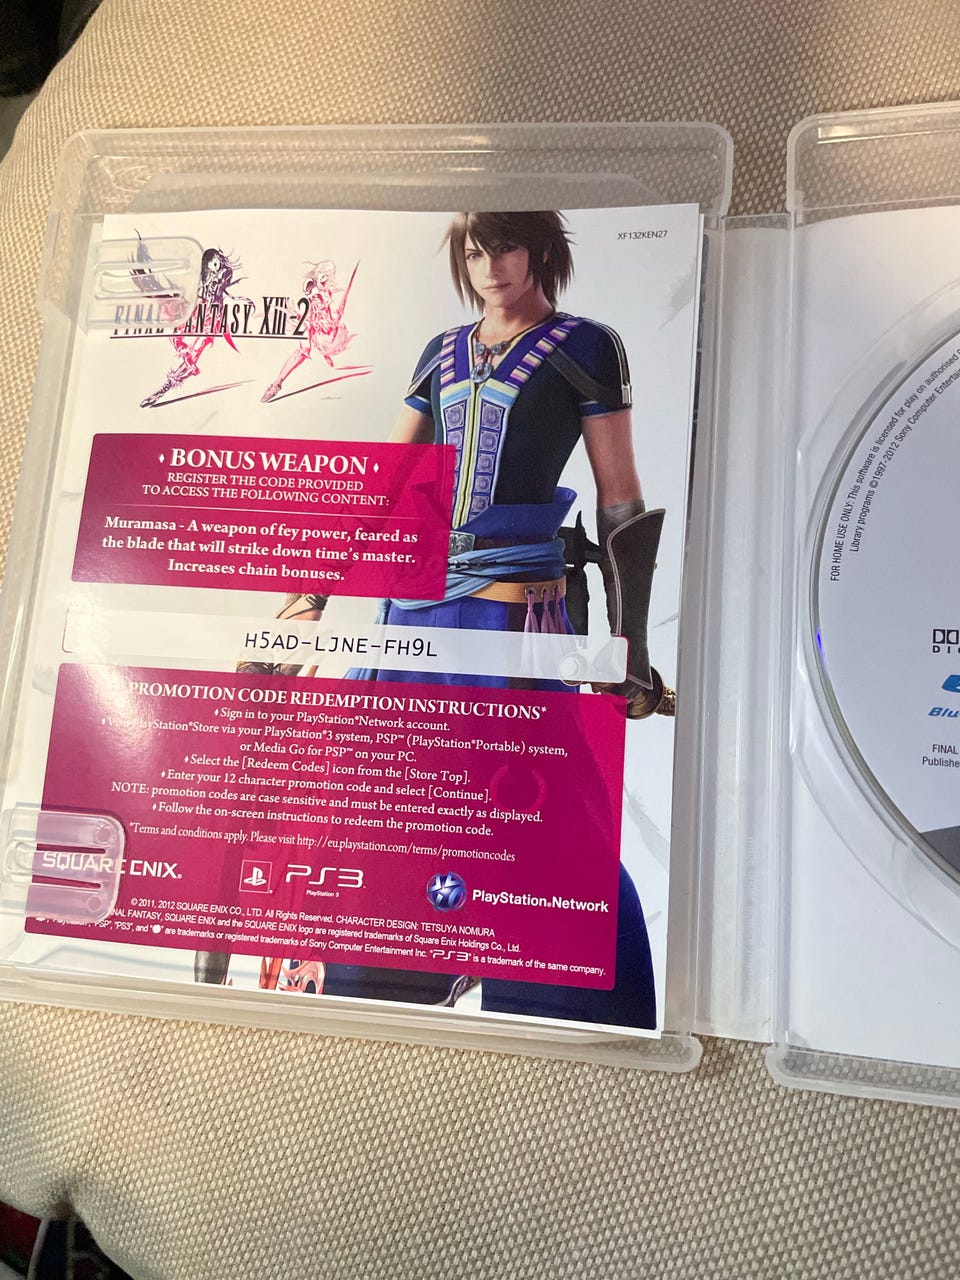 XF132KEN27
FINAL FANTASY XIII-2
BONUS WEAPON
REGISTER THE CODE PROVIDED
TO ACCESS THE FOLLOWING CONTENT:
Muramasa - A weapon of fey power, feared as
the blade that will strike down time's master.
Increases chain bonuses.
H5AD-LJNE-FH9L
PROMOTION CODE REDEMPTION INSTRUCTIONS*
♦ Sign in to your PlayStation®Network account.
PlayStation®Store via your PlayStation®3 system, PSP™ (PlayStation®Portable) system,
or Media Go for PSP™ on your PC.
♦ Select the [Redeem Codes] icon from the [Store Top].
♦ Enter your 12 character promotion code and select [Continue].
NOTE: promotion codes are case sensitive and must be entered exactly as displayed.
♦ Follow the on-screen instructions to redeem the promotion code.
*Terms and conditions apply. Please visit http://eu.playstation.com/terms/promotioncodes
SQUARE ENIX®
PS3
PlayStation 3
PlayStation®Network
© 2011, 2012 SQUARE ENIX CO., LTD. All Rights Reserved. CHARACTER DESIGN: TETSUYA NOMURA
FINAL FANTASY, SQUARE ENIX and the SQUARE ENIX logo are registered trademarks of Square Enix Holdings Co., Ltd.
"PSP", "PS3", and " " are trademarks or registered trademarks of Sony Computer Entertainment Inc. "PS3" is a trademark of the same company.
FOR HOME USE ONLY: This software is licensed for play on authorised
Library programs ©1997-2012 Sony Computer
DI
Blu
FINAL
Publishe